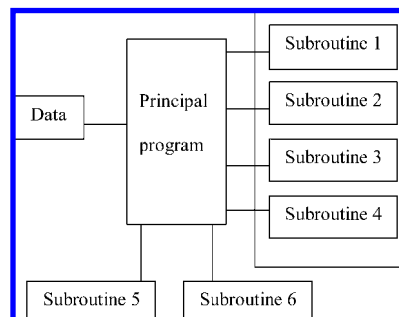 Subroutine 1
Principal
program
Subroutine 2
Data
Subroutine 3
Subroutine 4
Subroutine 5
Subroutine 6